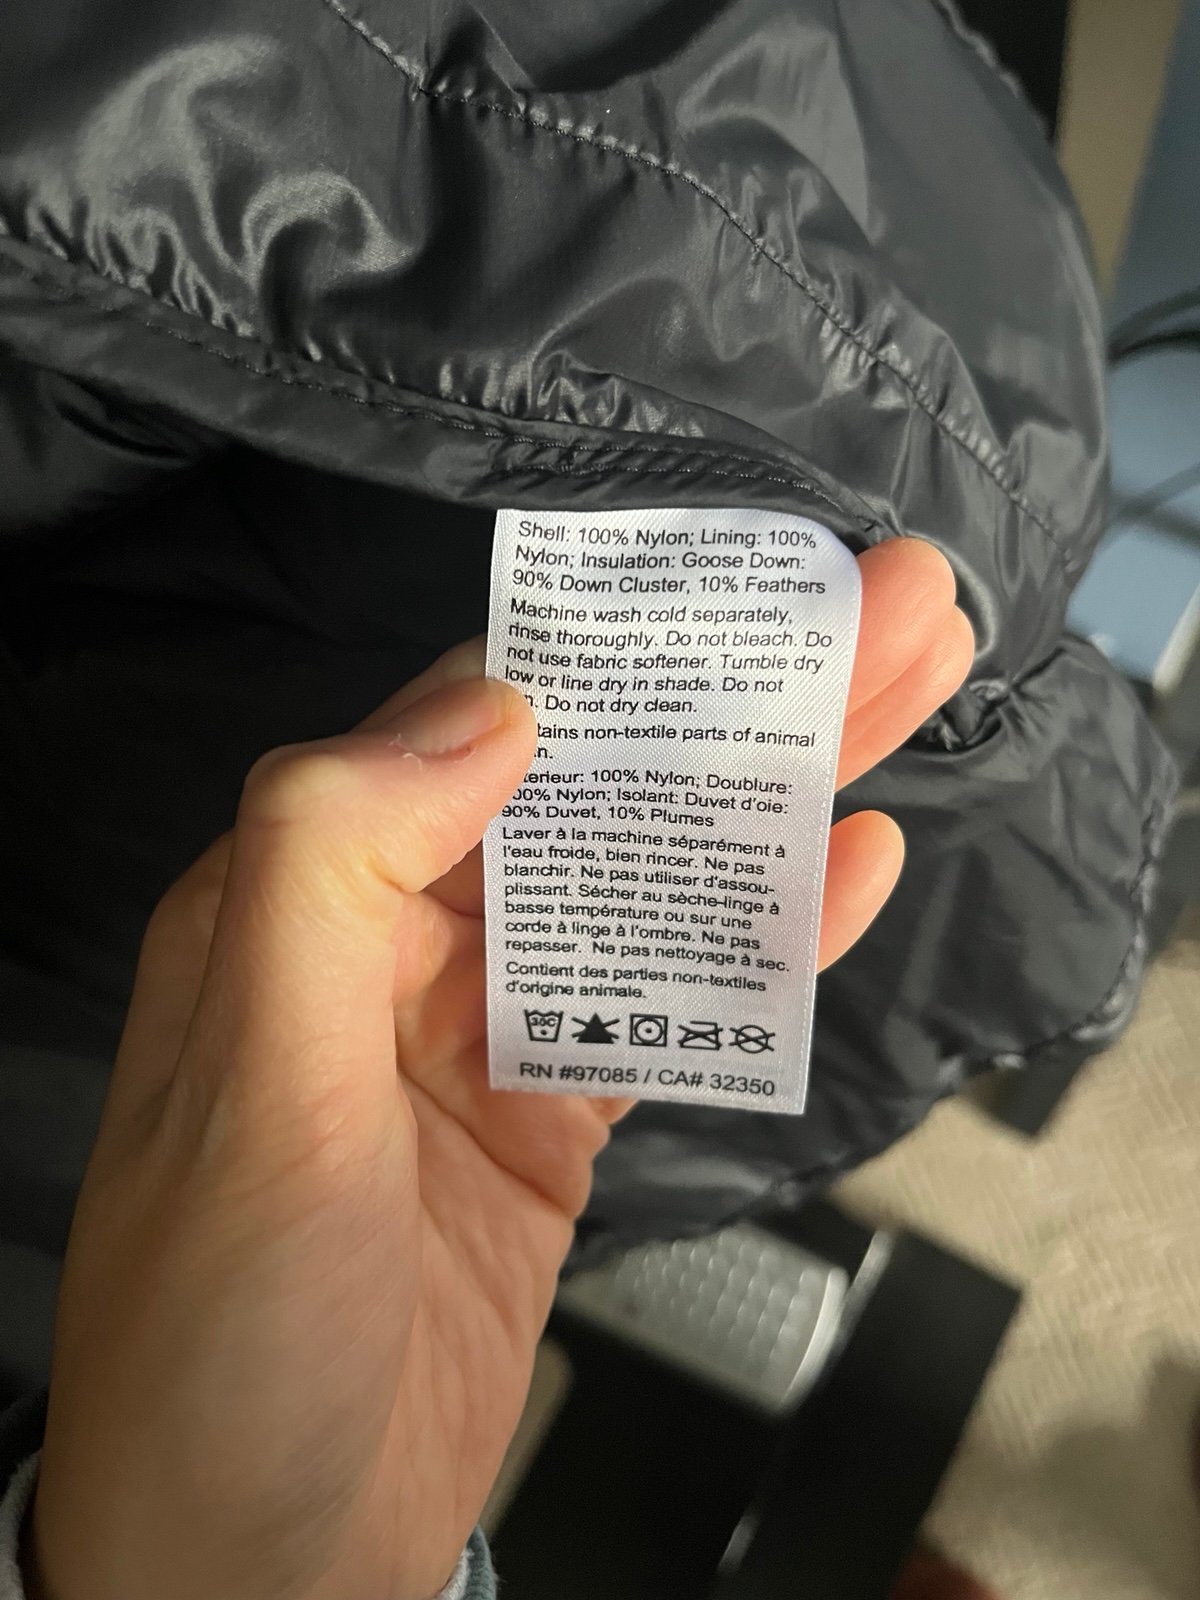 Shell: 100% Nylon; Lining: 100%
Nylon; Insulation: Goose Down:
90% Down Cluster, 10% Feathers
Machine wash cold separately,
rinse thoroughly. Do not bleach. Do
not use fabric softener. Tumble dry
low or line dry in shade. Do not
Do not dry clean.
non-textile parts of animal
100% Nylon; Doublure:
Nylon; Isolant: Duvet d'oie:
90% Duvet, 10% Plumes
Laver à la machine séparément à
l'eau froide, bien rincer. Ne pas
blanchir. Ne pas utiliser d'assou-
plissant. Sécher au sèche-linge à
basse température ou sur une
corde à linge à l'ombre. Ne pas
repasser. Ne pas nettoyage à sec.
Contient des parties non-textiles
d'origine animale.
30C
RN #97085 / CA# 32350